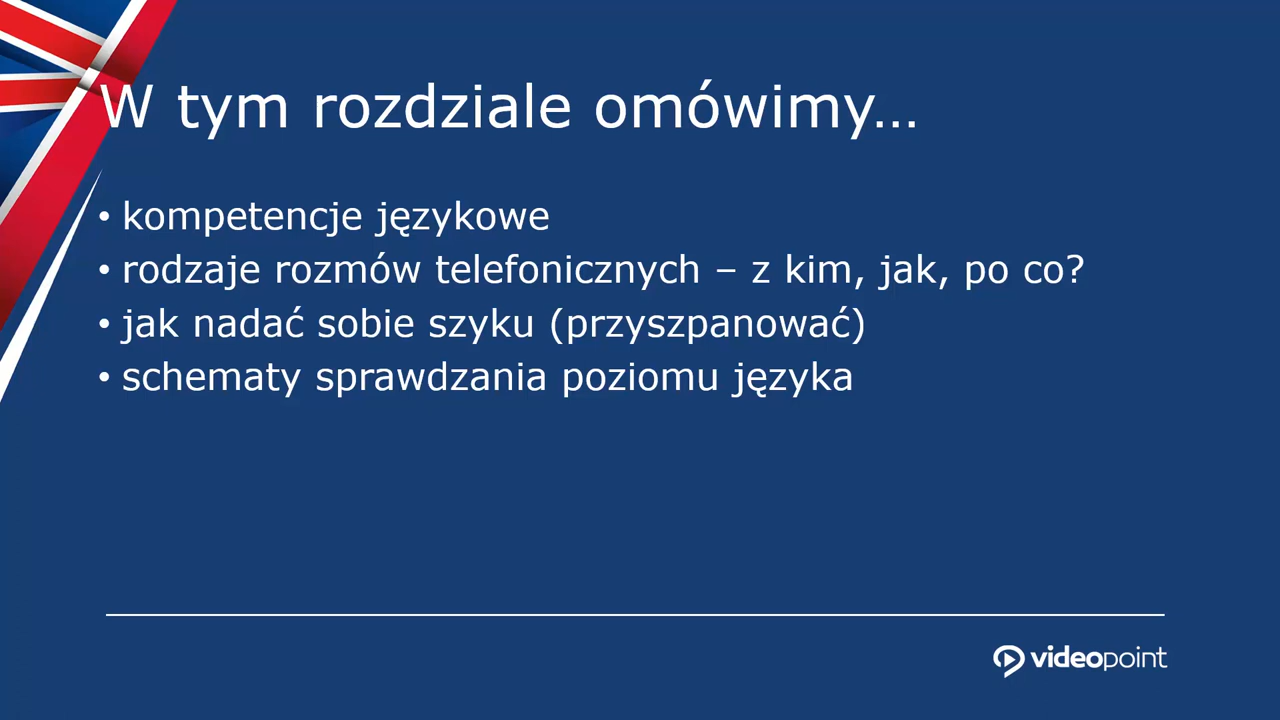 W tym rozdziale omówimy…
• kompetencje językowe
• rodzaje rozmów telefonicznych – z kim, jak, po co?
• jak nadać sobie szyku (przyszpanować)
• schematy sprawdzania poziomu języka
videopoint